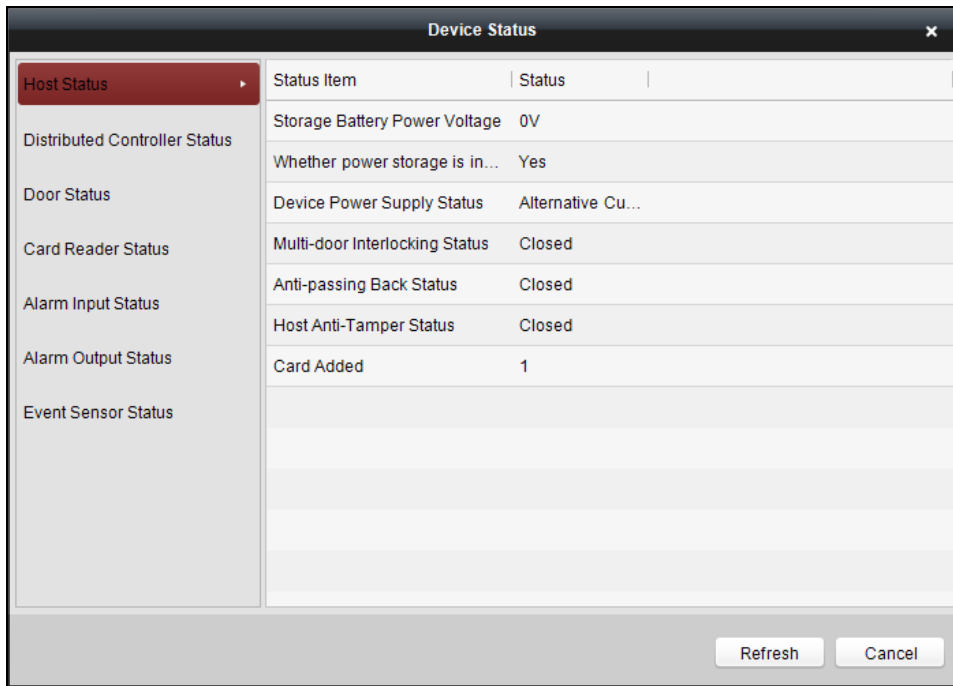 Device Status
Host Status
Distributed Controller Status
Door Status
Card Reader Status
Alarm Input Status
Alarm Output Status
Event Sensor Status
Status Item Status
Storage Battery Power Voltage 0V
Whether power storage is in... Yes
Device Power Supply Status Alternative Cu...
Multi-door Interlocking Status Closed
Anti-passing Back Status Closed
Host Anti-Tamper Status Closed
Card Added 1
Refresh Cancel